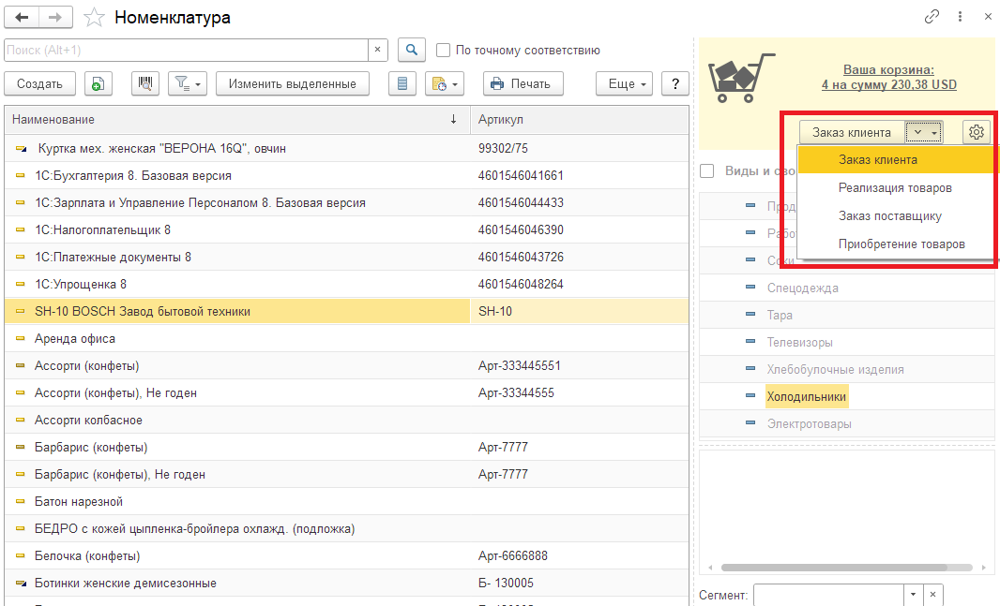 Номенклатура
Поиск (Alt+1)
По точному соответствию
Создать
Изменить выделенные
Печать
Еще
?
Наименование
Артикул
Куртка мех. женская "ВЕРОНА 16Q", овчин
99302/75
1С:Бухгалтерия 8. Базовая версия
4601546041661
1С:Зарплата и Управление Персоналом 8. Базовая версия
4601546044433
1С:Налогоплательщик 8
4601546046390
1С:Платежные документы 8
4601546043726
1С:Упрощенка 8
4601546048264
SH-10 BOSCH Завод бытовой техники
SH-10
Аренда офиса
Ассорти (конфеты)
Арт-333445551
Ассорти (конфеты), Не годен
Арт-33344555
Ассорти колбасное
Барбарис (конфеты)
Арт-7777
Барбарис (конфеты), Не годен
Арт-7777
Батон нарезной
БЕДРО с кожей цыпленка-бройлера охлажд. (подложка)
Белочка (конфеты)
Арт-6666888
Ботинки женские демисезонные
Б- 130005
Ваша корзина:
4 на сумму 230,38 USD
Заказ клиента
Заказ клиента
Реализация товаров
Заказ поставщику
Приобретение товаров
Виды и сво
Прод
Рабо
Соки
Спецодежда
Тара
Телевизоры
Хлебобулочные изделия
Холодильники
Электротовары
Сегмент: